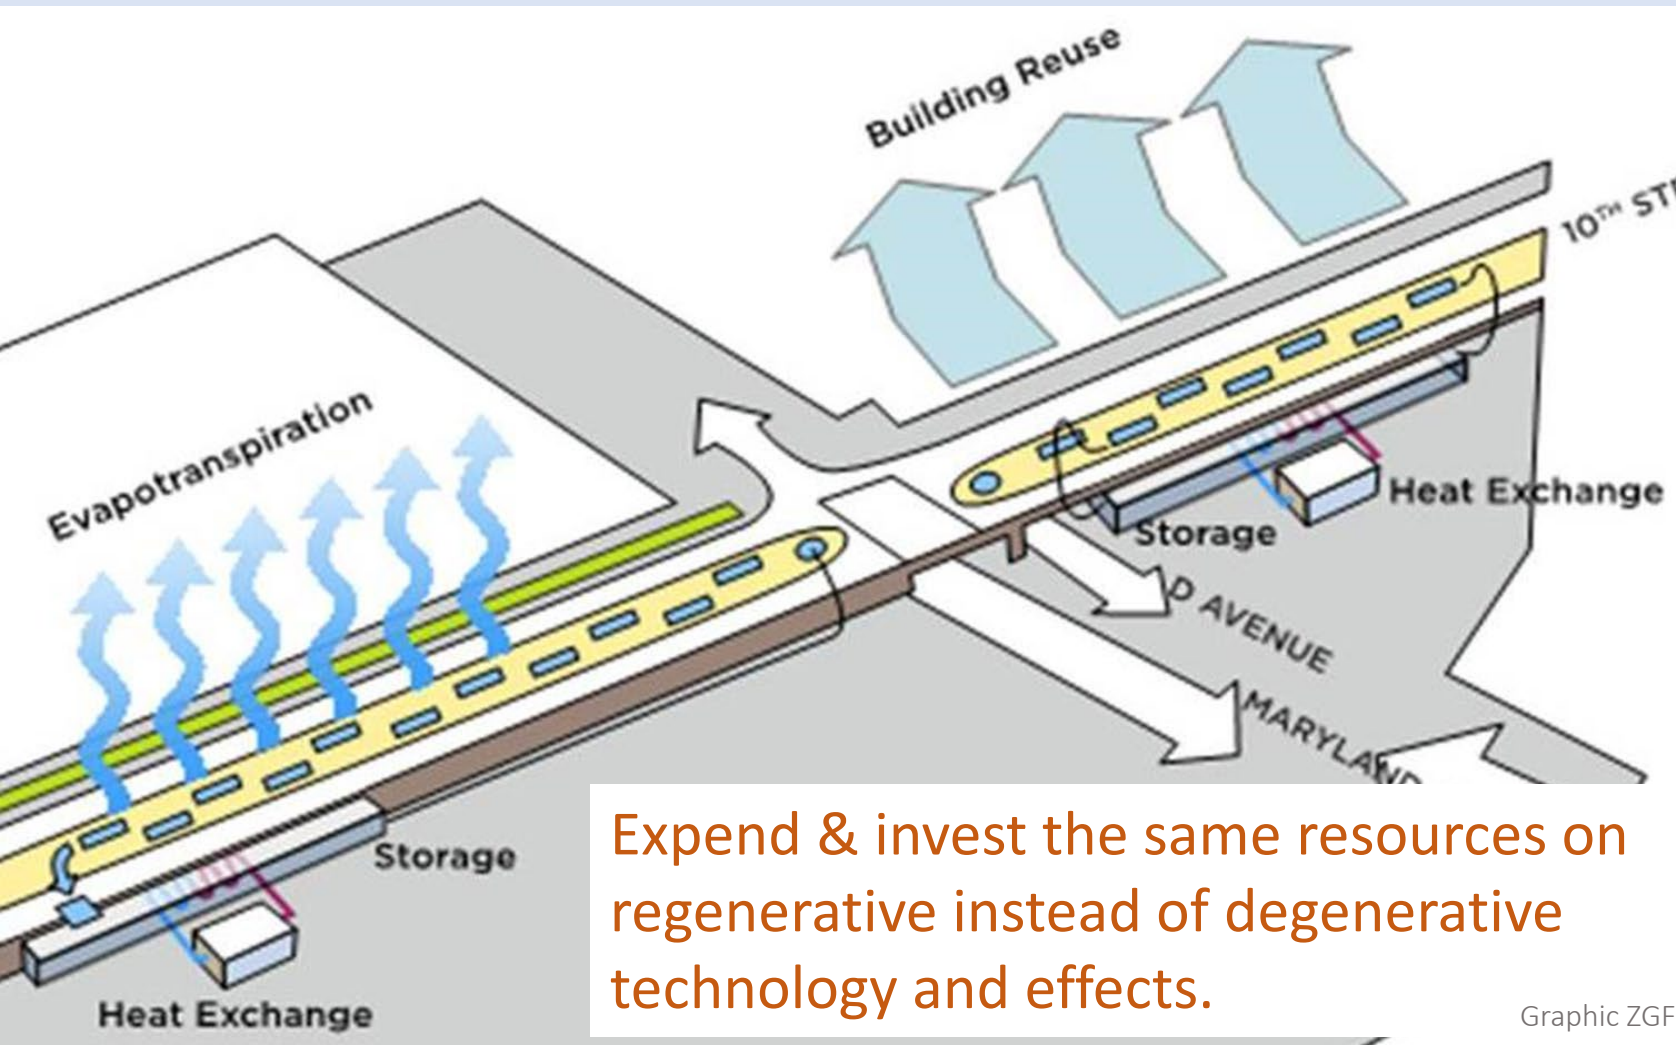 Building Reuse
10TH
Evapotranspiration
Heat Exchange
Storage
D AVENUE
MARYLAND
Storage
Heat Exchange
Expend & invest the same resources on
regenerative instead of degenerative
technology and effects.
Graphic ZGF